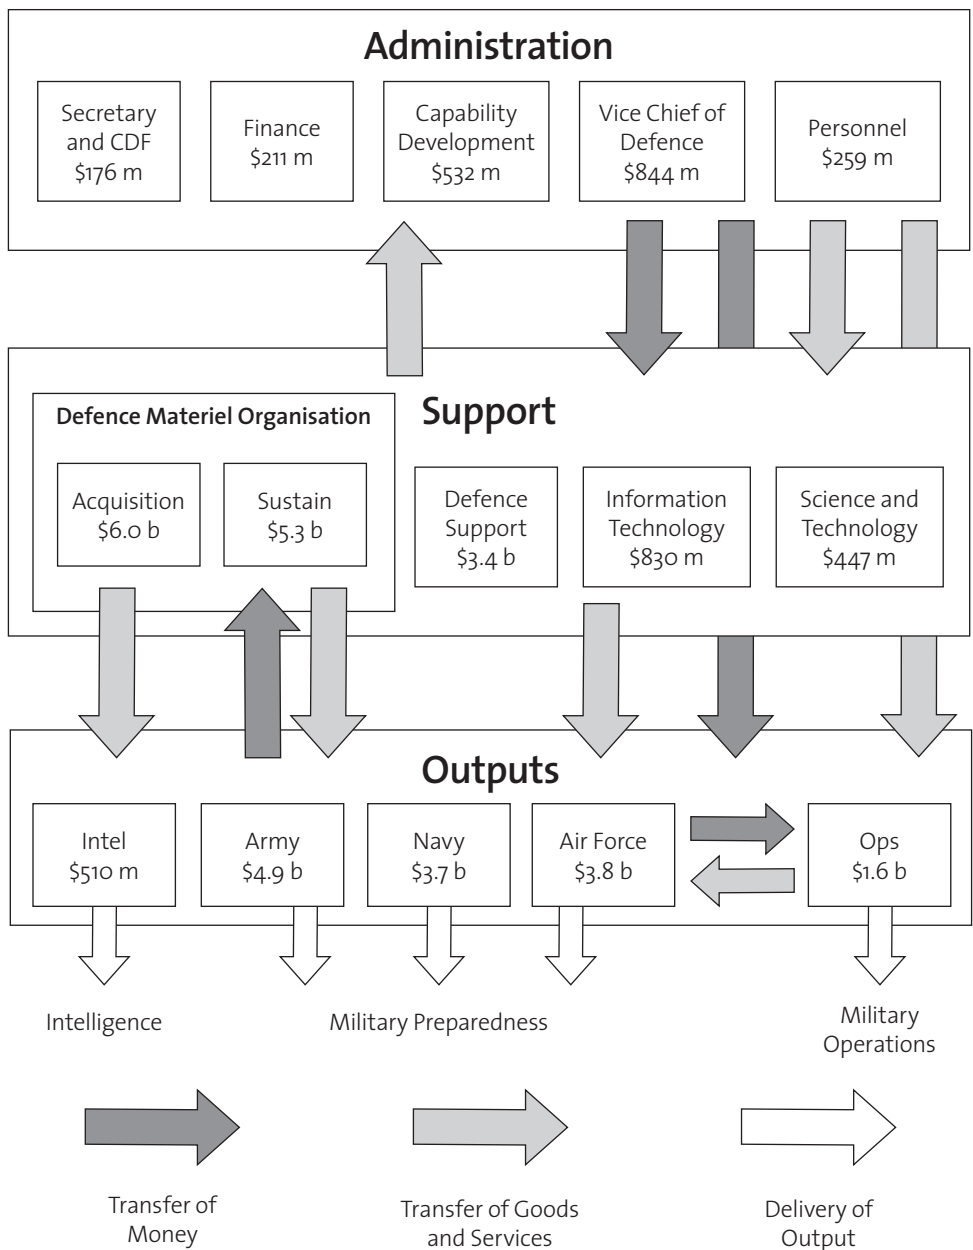 Administration
Secretary
and CDF
$176 m
Finance
$211 m
Capability
Development
$532 m
Vice Chief of
Defence
$844 m
Personnel
$259 m
Support
Defence Materiel Organisation
Acquisition
$6.0 b
Sustain
$5.3 b
Defence
Support
$3.4 b
Information
Technology
$830 m
Science and
Technology
$447 m
Outputs
Intel
$510 m
Army
$4.9 b
Navy
$3.7 b
Air Force
$3.8 b
Ops
$1.6 b
Intelligence
Military Preparedness
Military
Operations
Transfer of
Money
Transfer of Goods
and Services
Delivery of
Output